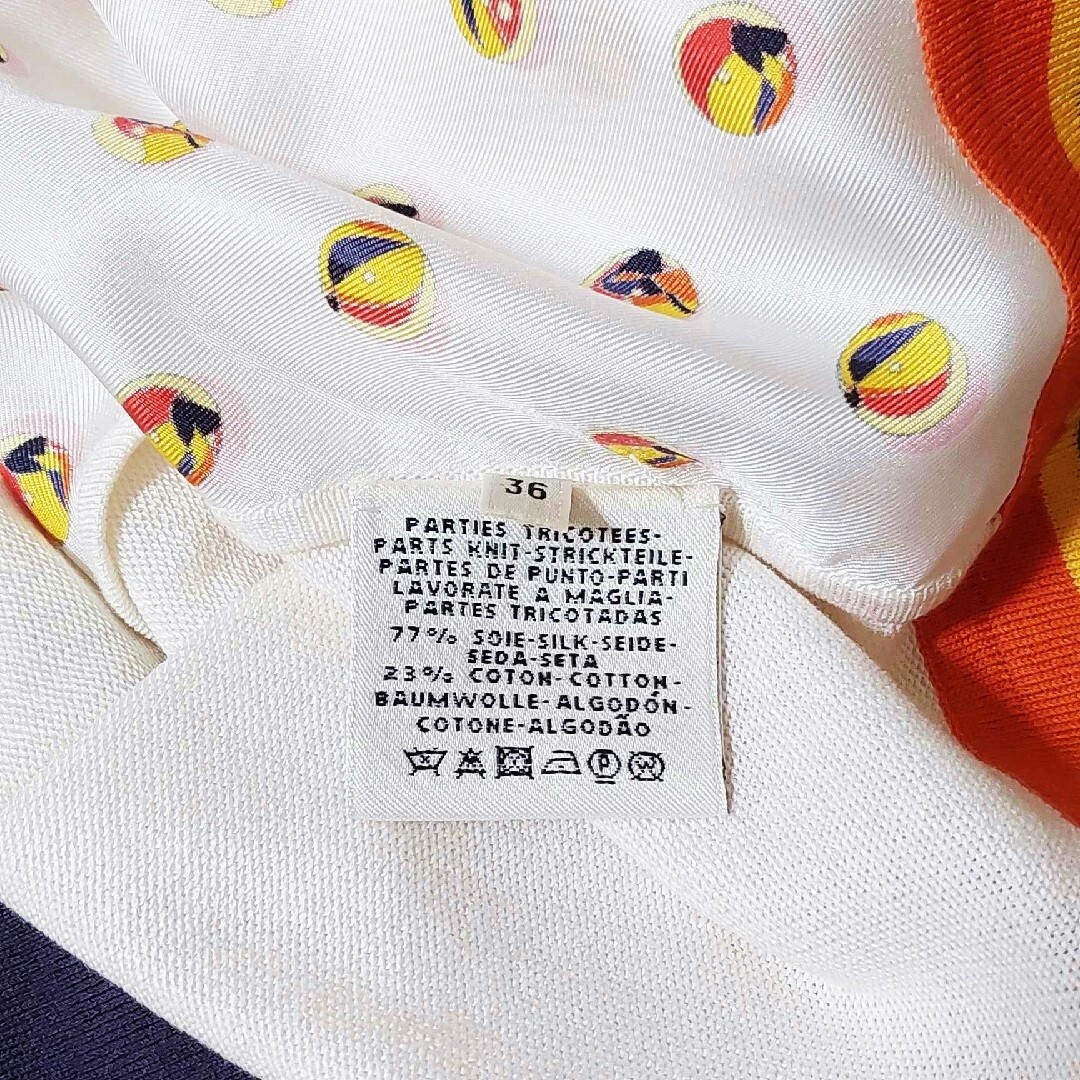 36
PARTIES TRICOTEES-
PARTS KNIT-STRICKTEILE-
PARTES DE PUNTO-PARTI
LAVORATE A MAGLIA-
PARTES TRICOTADAS
77% SOIE-SILK-SEIDE-
SEDA-SETA
23% COTON-COTTON-
BAUMWOLLE-ALGODÓN-
COTONE-ALGODÃO
P W